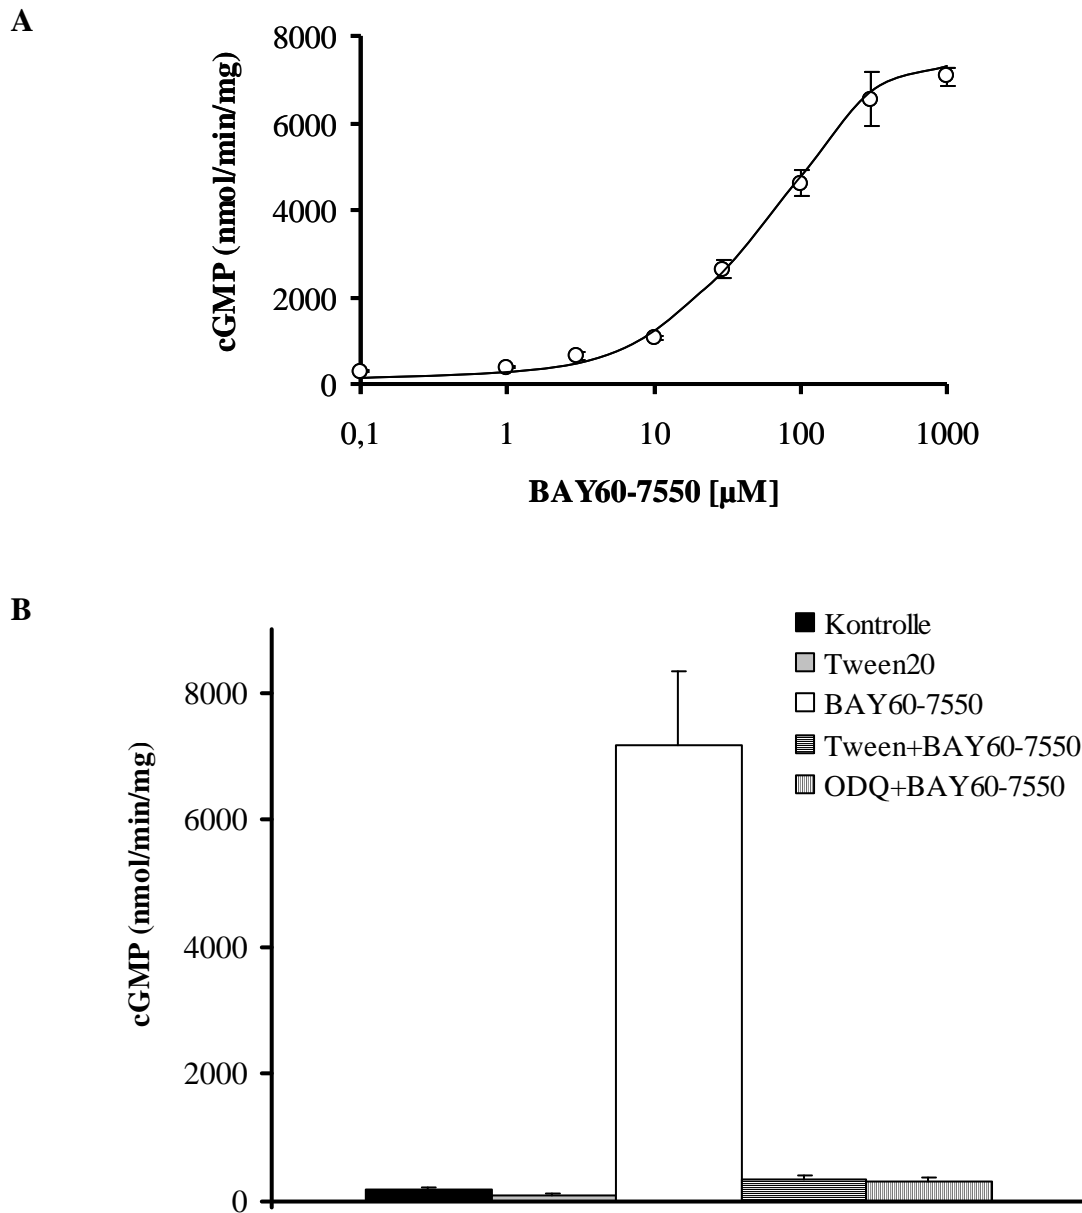 A
cGMP (nmol/min/mg)
8000
6000
4000
2000
0
0,1 1 10 100 1000
BAY60-7550 [µM]
B
cGMP (nmol/min/mg)
8000
6000
4000
2000
0
Kontrolle
Tween20
BAY60-7550
Tween+BAY60-7550
ODQ+BAY60-7550